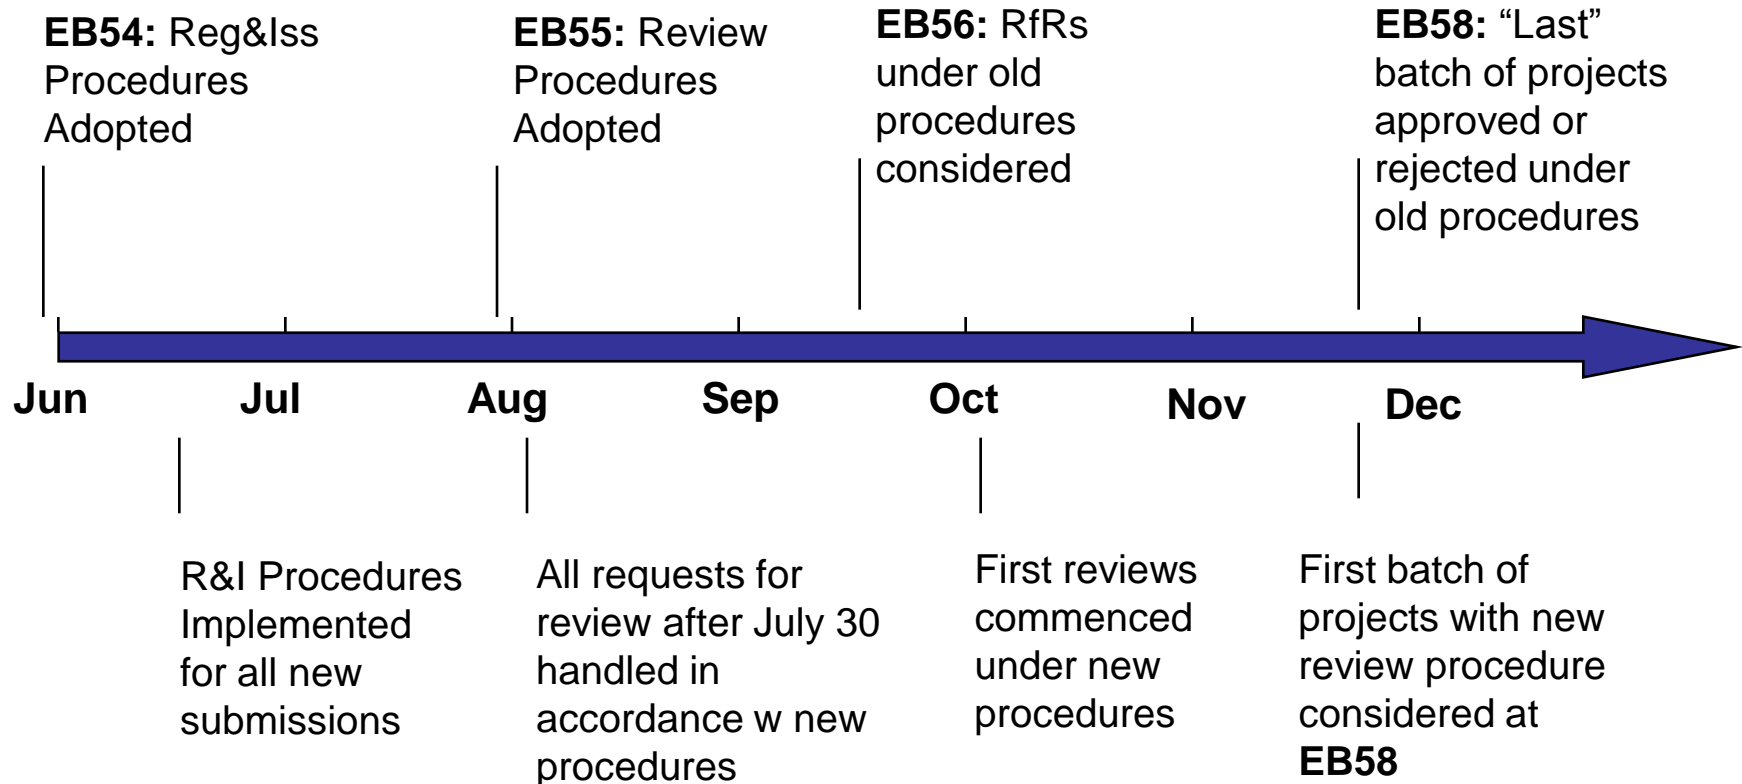 EB54: Reg&Iss
Procedures
Adopted
EB55: Review
Procedures
Adopted
EB56: RfRs
under old
procedures
considered
EB58: “Last”
batch of projects
approved or
rejected under
old procedures
Jun
Jul
Aug
Sep
Oct
Nov
Dec
R&I Procedures
Implemented
for all new
submissions
All requests for
review after July 30
handled in
accordance w new
procedures
First reviews
commenced
under new
procedures
First batch of
projects with new
review procedure
considered at
EB58